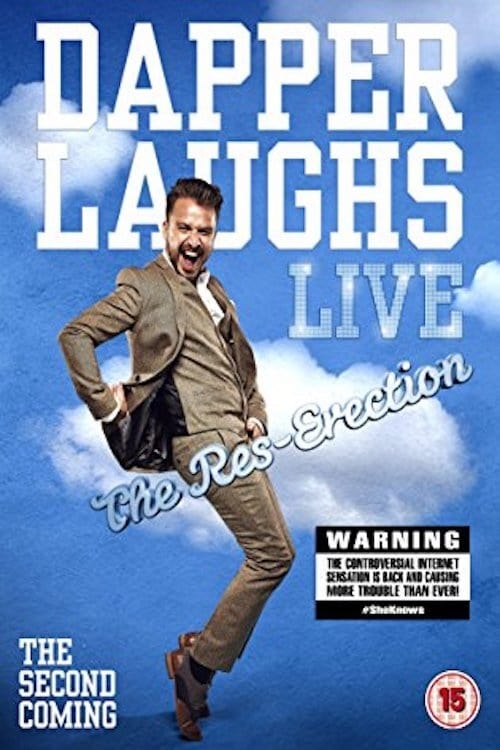 DAPPER
LAUGHS
LIVE
The Res-Erection
WARNING
THE CONTROVERSIAL INTERNET
SENSATION IS BACK AND CAUSING
MORE TROUBLE THAN EVER!
#SheKnows
THE
SECOND
COMING
15